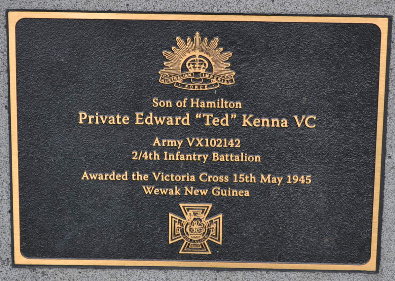 Son of Hamilton
Private Edward “Ted” Kenna VC
Army VX102142
2/4th Infantry Battalion
Awarded the Victoria Cross 15th May 1945
Wewak New Guinea